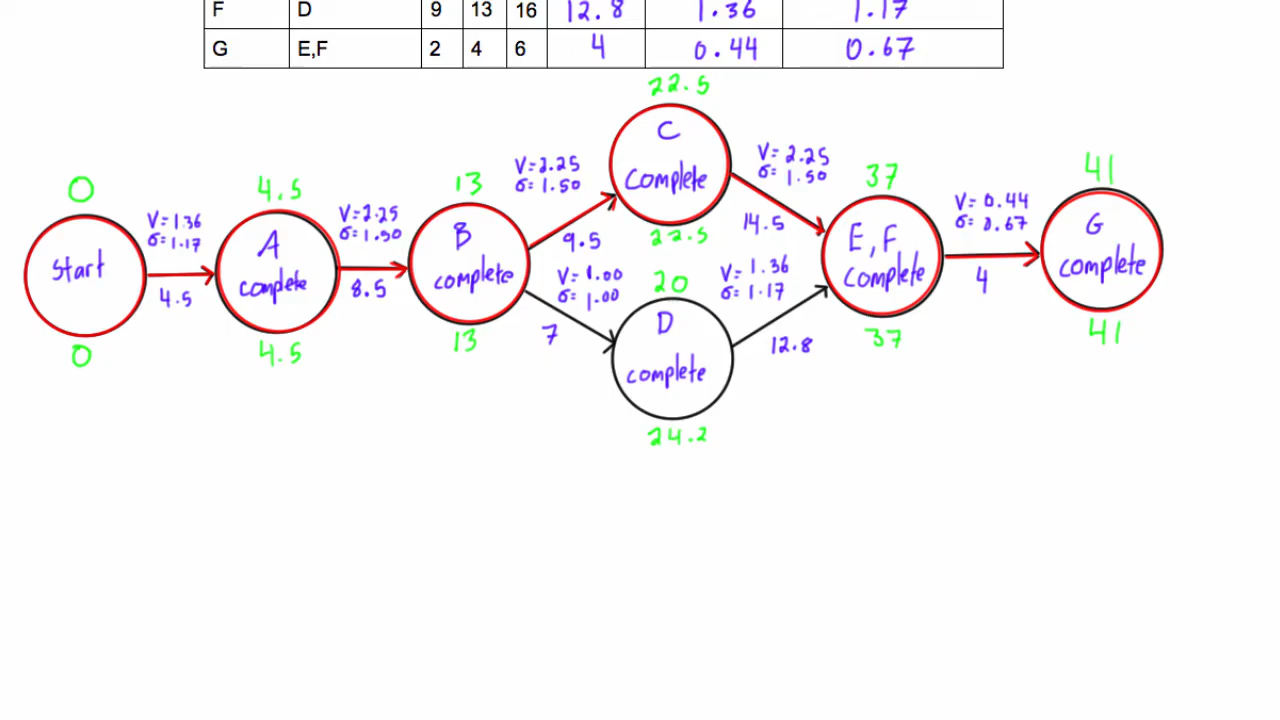 F D 9 13 16 12.8 1.36 1.17
G E,F 2 4 6 4 0.44 0.67
22.5
C
complete
22.5
0
Start
0
V=1.36
σ=1.17
4.5
4.5
A
complete
4.5
V=2.25
σ=1.50
8.5
13
B
complete
13
V=2.25
σ=1.50
9.5
V=1.00
σ=1.00
7
20
D
complete
24.2
V=2.25
σ=1.50
14.5
V=1.36
σ=1.17
12.8
37
E,F
complete
37
V=0.44
σ=0.67
4
41
G
complete
41